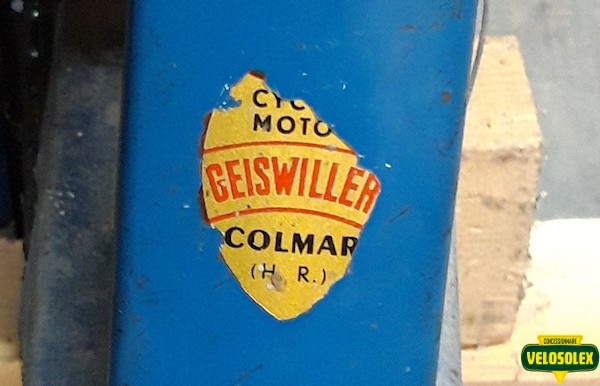 CYC
MOTO
GEISWILLER
COLMAR
(H. R.)
CONCESSIONNAIRE
VELOSOLEX